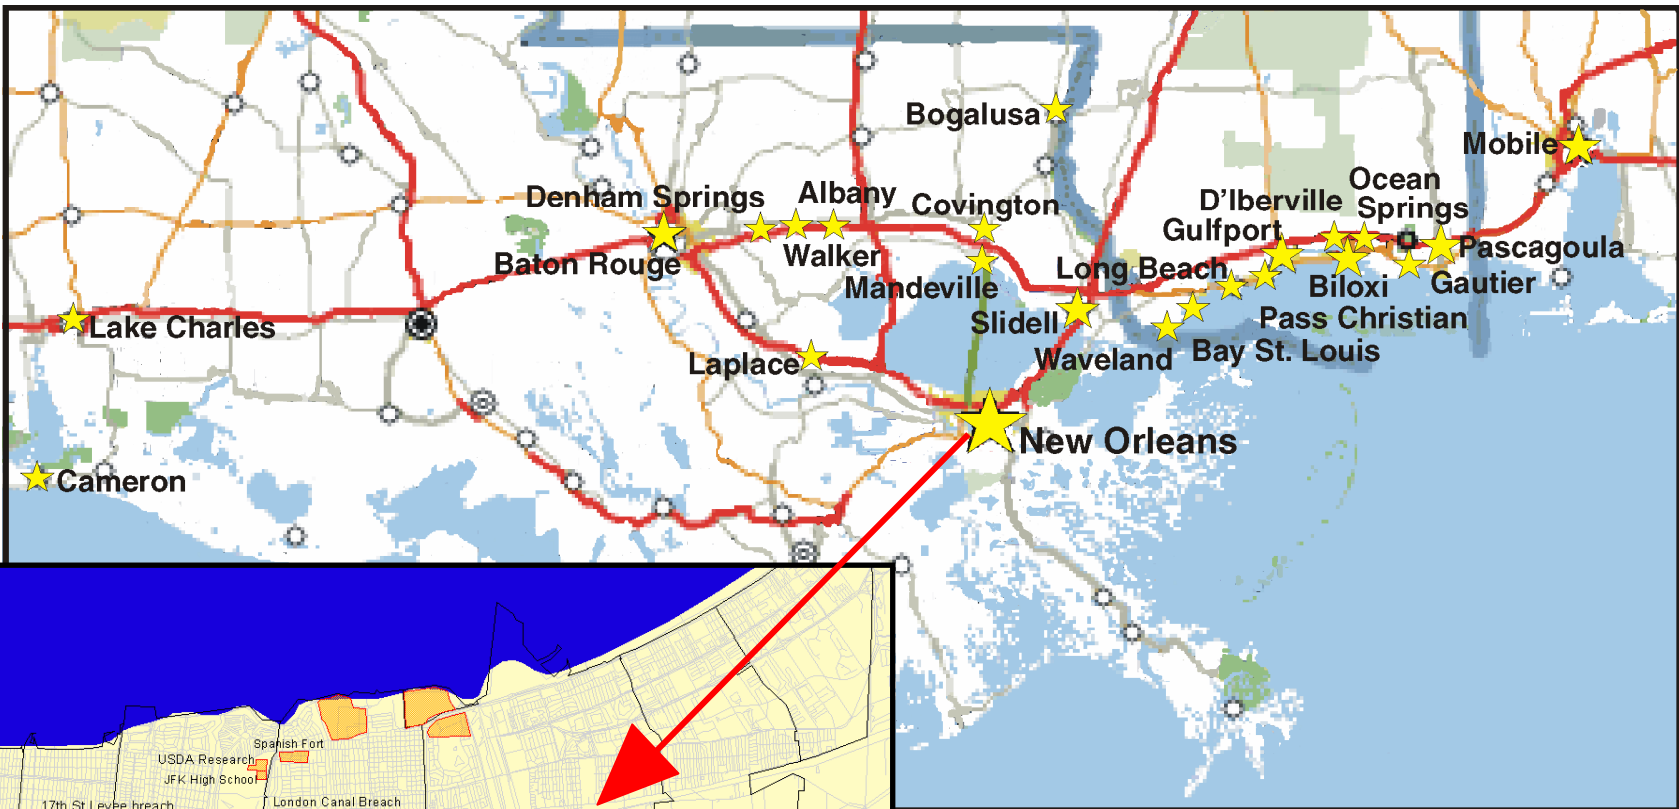 Bogalusa
Mobile
Denham Springs
Albany
Covington
D'Iberville
Ocean
Springs
Gulfport
Baton Rouge
Walker
Mandeville
Long Beach
Pascagoula
Biloxi
Gautier
Lake Charles
Slidell
Pass Christian
Laplace
Waveland
Bay St. Louis
New Orleans
Cameron
Spanish Fort
USDA Research
JFK High School
London Canal Breach
17th St Levee breach